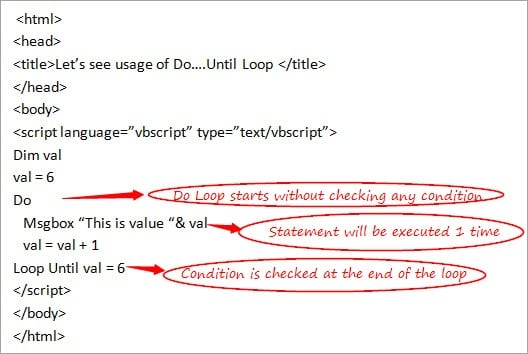 <html>
<head>
<title>Let’s see usage of Do....Until Loop </title>
</head>
<body>
<script language=”vbscript” type=”text/vbscript”>
Dim val
val = 6
Do
Do Loop starts without checking any condition
Msgbox “This is value “& val
Statement will be executed 1 time
val = val + 1
Loop Until val = 6
Condition is checked at the end of the loop
</script>
</body>
</html>